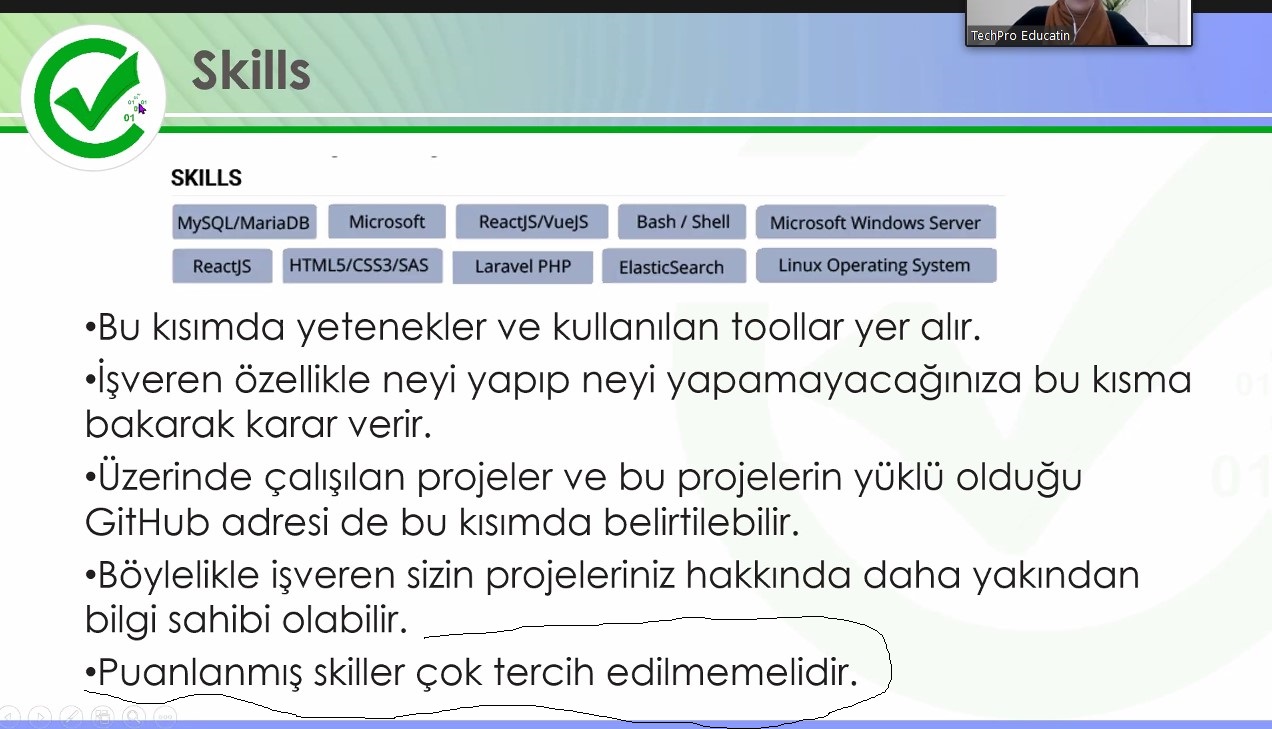 TechPro Educatin
Skills
01
SKILLS
MySQL/MariaDB Microsoft ReactJS/VueJS Bash / Shell Microsoft Windows Server
ReactJS HTML5/CSS3/SAS Laravel PHP ElasticSearch Linux Operating System
•Bu kısımda yetenekler ve kullanılan toollar yer alır.
•İşveren özellikle neyi yapıp neyi yapamayacağınıza bu kısma
bakarak karar verir.
•Üzerinde çalışılan projeler ve bu projelerin yüklü olduğu
GitHub adresi de bu kısımda belirtilebilir.
•Böylelikle işveren sizin projeleriniz hakkında daha yakından
bilgi sahibi olabilir.
•Puanlanmış skiller çok tercih edilmemelidir.
01
01